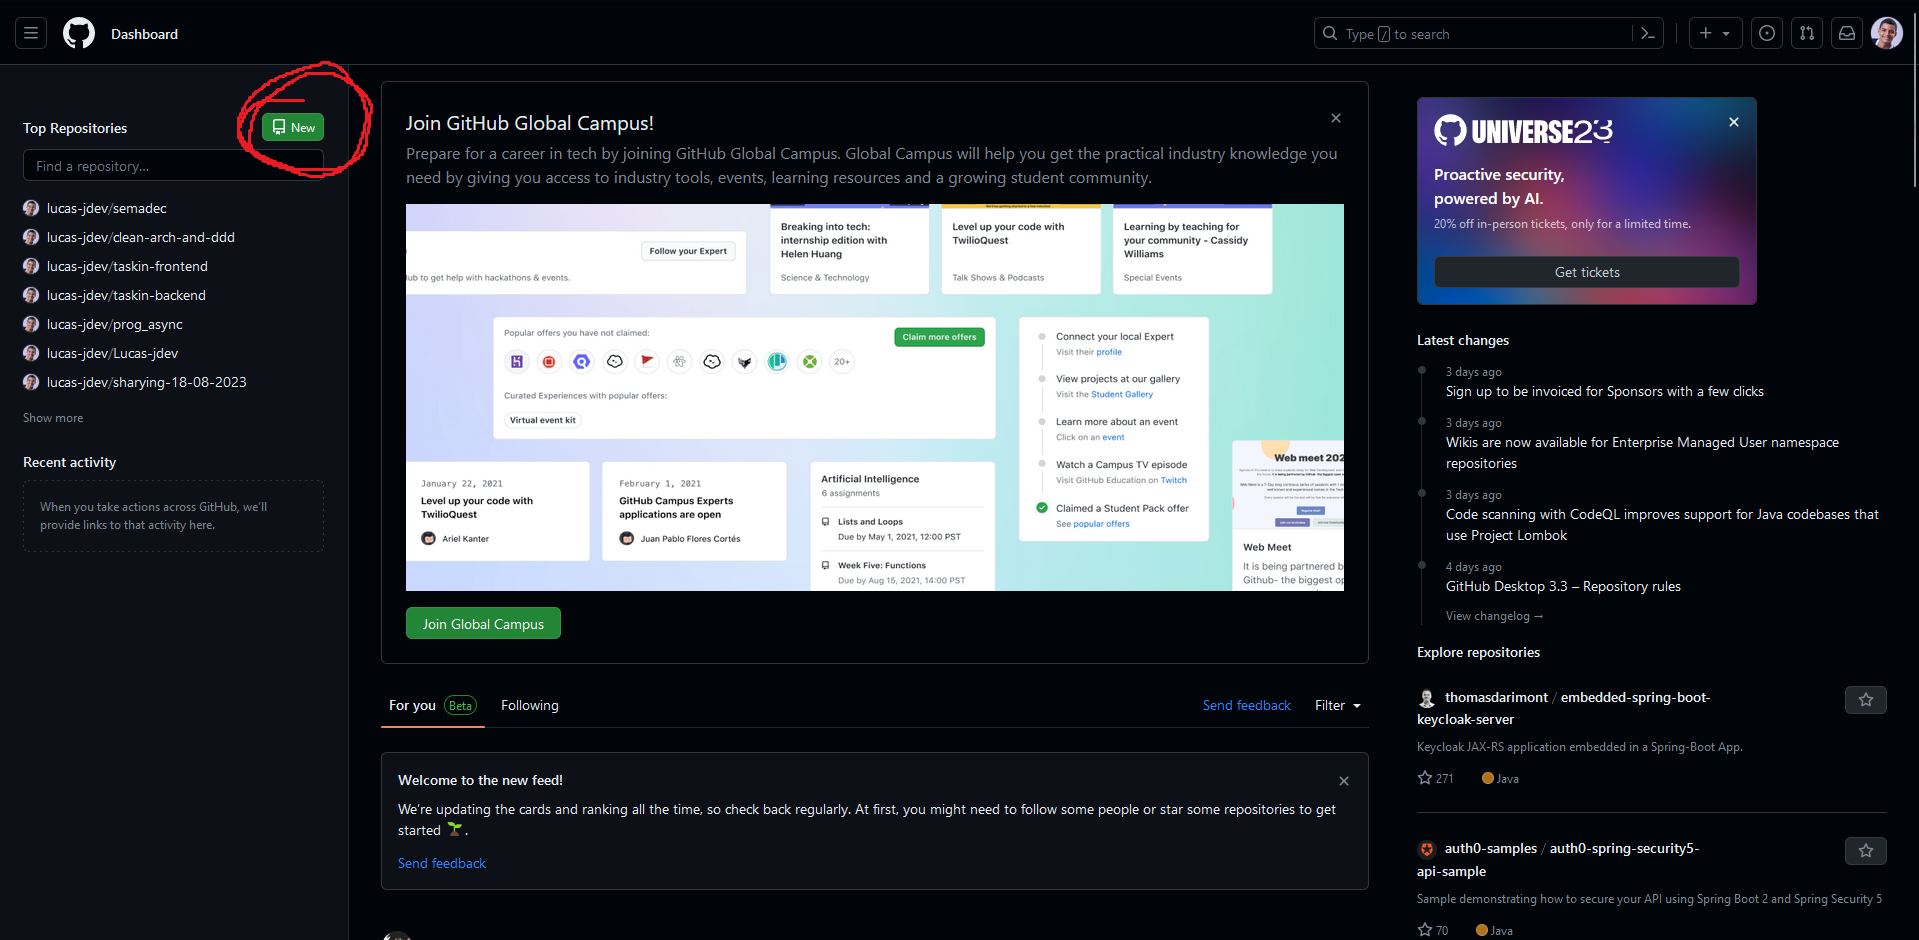 Dashboard
Type / to search
Top Repositories
New
Find a repository...
lucas-jdev/semadec
lucas-jdev/clean-arch-and-ddd
lucas-jdev/taskin-frontend
lucas-jdev/taskin-backend
lucas-jdev/prog_async
lucas-jdev/Lucas-jdev
lucas-jdev/sharying-18-08-2023
Show more
Recent activity
When you take actions across GitHub, we'll
provide links to that activity here.
Join GitHub Global Campus!
Prepare for a career in tech by joining GitHub Global Campus. Global Campus will help you get the practical industry knowledge you
need by giving you access to industry tools, events, learning resources and a growing student community.
Follow your Expert
ub to get help with hackathons & events.
Breaking into tech:
internship edition with
Helen Huang
Science & Technology
Level up your code with
TwilioQuest
Talk Shows & Podcasts
Learning by teaching for
your community - Cassidy
Williams
Special Events
Popular offers you have not claimed:
Claim more offers
20+
Curated Experiences with popular offers:
Virtual event kit
Connect your local Expert
Visit their profile
View projects at our gallery
Visit the Student Gallery
Learn more about an event
Click on an event
Watch a Campus TV episode
Visit GitHub Education on Twitch
Claimed a Student Pack offer
See popular offers
January 22, 2021
Level up your code with
TwilioQuest
Ariel Kanter
February 1, 2021
GitHub Campus Experts
applications are open
Juan Pablo Flores Cortés
Artificial Intelligence
6 assignments
Lists and Loops
Due by May 1, 2021, 12:00 PST
Week Five: Functions
Due by Aug 15, 2021, 14:00 PST
Web meet 202
Web Meet
It is being partnered b
Github- the biggest op
Join Global Campus
For you Beta
Following
Send feedback
Filter
Welcome to the new feed!
We're updating the cards and ranking all the time, so check back regularly. At first, you might need to follow some people or star some repositories to get
started 🌱.
Send feedback
UNIVERSE23
Proactive security,
powered by AI.
20% off in-person tickets, only for a limited time.
Get tickets
Latest changes
3 days ago
Sign up to be invoiced for Sponsors with a few clicks
3 days ago
Wikis are now available for Enterprise Managed User namespace
repositories
3 days ago
Code scanning with CodeQL improves support for Java codebases that
use Project Lombok
4 days ago
GitHub Desktop 3.3 – Repository rules
View changelog →
Explore repositories
thomasdarimont / embedded-spring-boot-
keycloak-server
Keycloak JAX-RS application embedded in a Spring-Boot App.
271 Java
auth0-samples / auth0-spring-security5-
api-sample
Sample demonstrating how to secure your API using Spring Boot 2 and Spring Security 5
70 Java